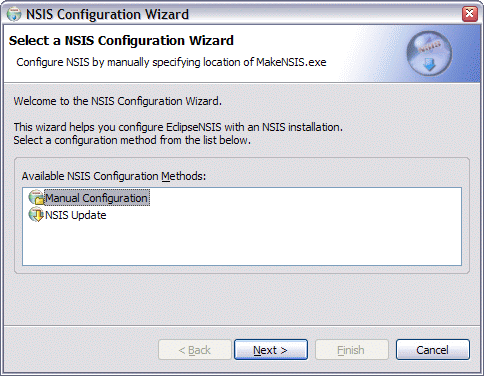 NSIS Configuration Wizard
Select a NSIS Configuration Wizard
Configure NSIS by manually specifying location of MakeNSIS.exe
Welcome to the NSIS Configuration Wizard.
This wizard helps you configure EclipseNSIS with an NSIS installation.
Select a configuration method from the list below.
Available NSIS Configuration Methods:
Manual Configuration
NSIS Update
< Back Next > Finish Cancel